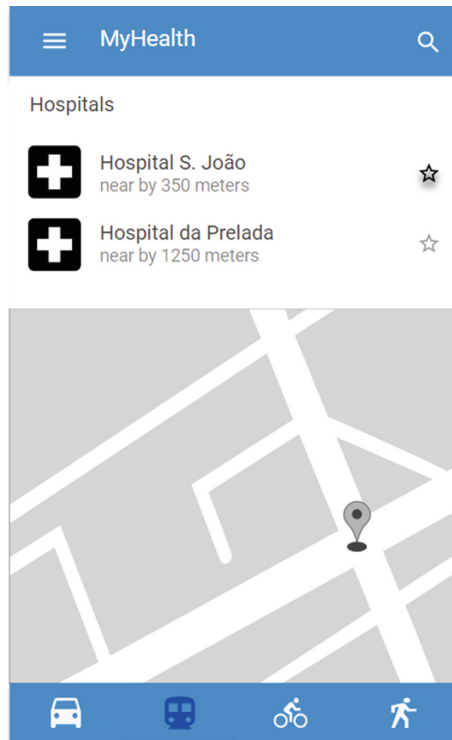 MyHealth
Hospitals
Hospital S. João
near by 350 meters
Hospital da Prelada
near by 1250 meters